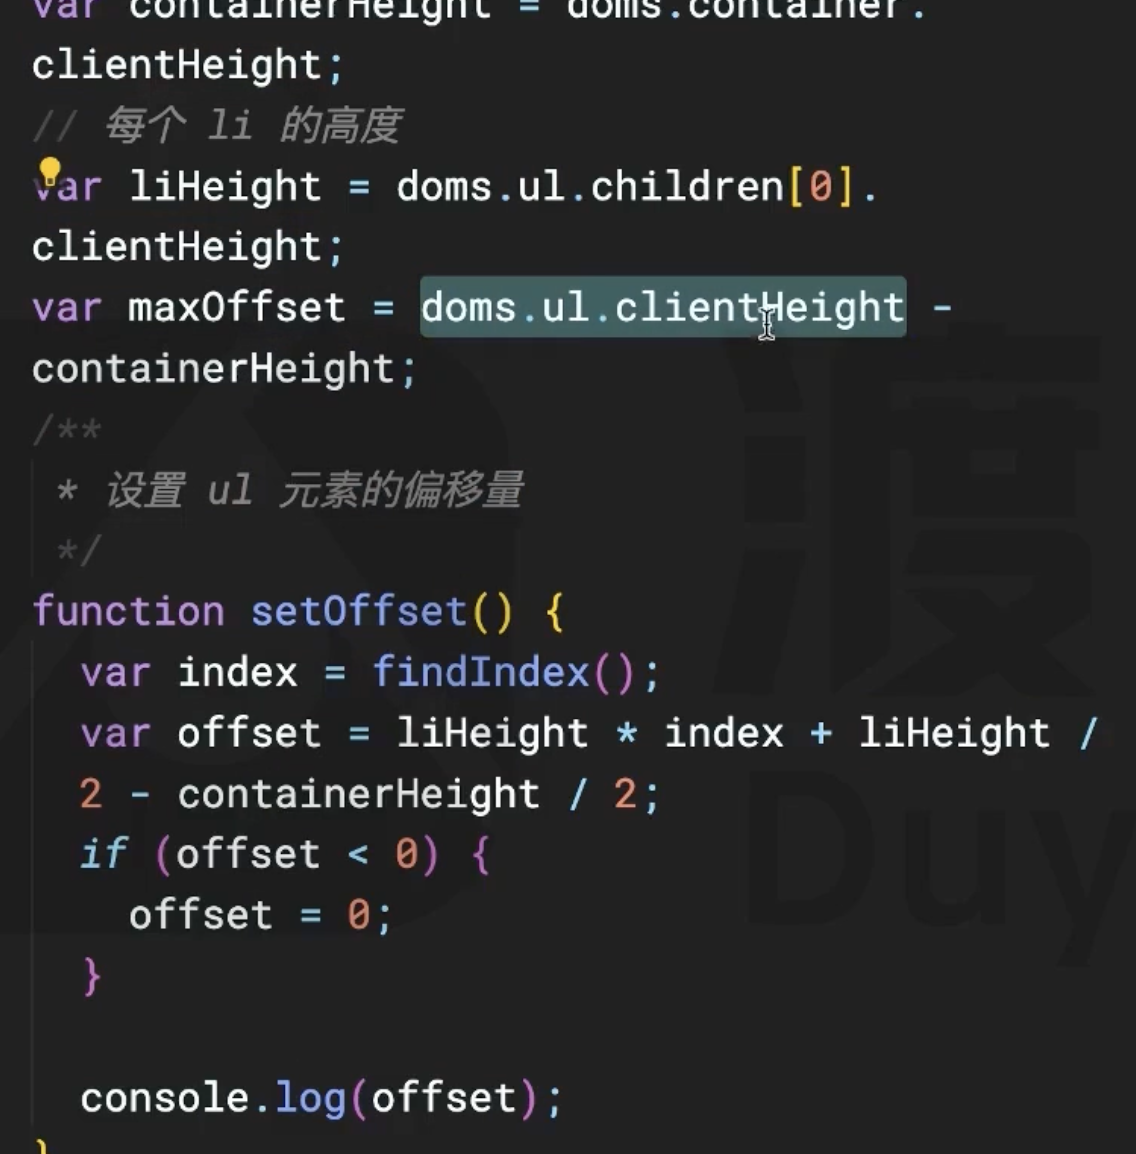 var containerHeight = doms.container.
clientHeight;
// 每个 li 的高度
var liHeight = doms.ul.children[0].
clientHeight;
var maxOffset = doms.ul.clientHeight -
containerHeight;
/**
* 设置 ul 元素的偏移量
*/
function setOffset() {
var index = findIndex();
var offset = liHeight * index + liHeight /
2 - containerHeight / 2;
if (offset < 0) {
offset = 0;
}
console.log(offset);
}
渡
Duy